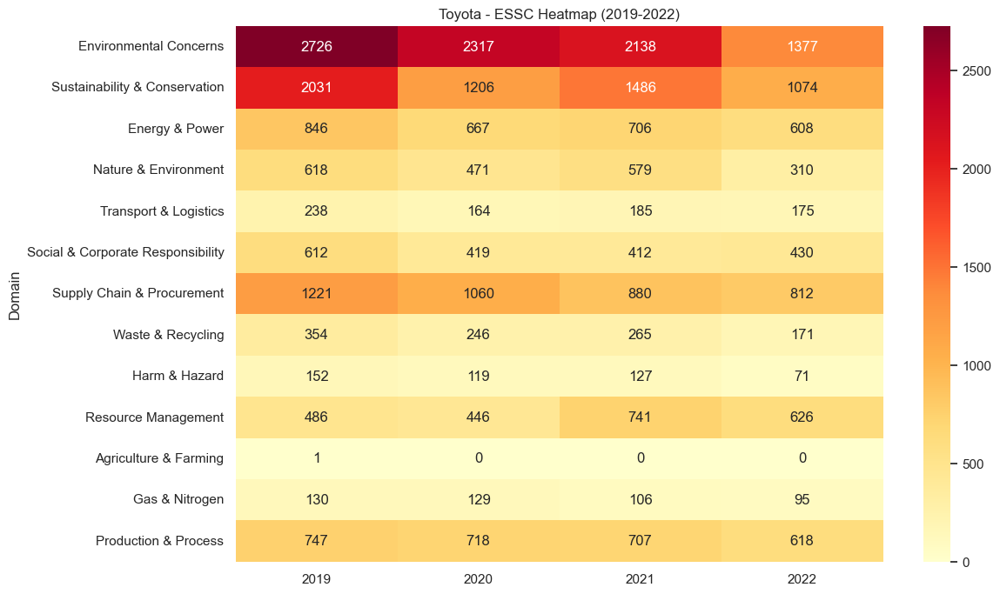 Toyota - ESSC Heatmap (2019-2022)
Domain
Environmental Concerns 2726 2317 2138 1377
Sustainability & Conservation 2031 1206 1486 1074
Energy & Power 846 667 706 608
Nature & Environment 618 471 579 310
Transport & Logistics 238 164 185 175
Social & Corporate Responsibility 612 419 412 430
Supply Chain & Procurement 1221 1060 880 812
Waste & Recycling 354 246 265 171
Harm & Hazard 152 119 127 71
Resource Management 486 446 741 626
Agriculture & Farming 1 0 0 0
Gas & Nitrogen 130 129 106 95
Production & Process 747 718 707 618
2019 2020 2021 2022
2500
2000
1500
1000
500
0